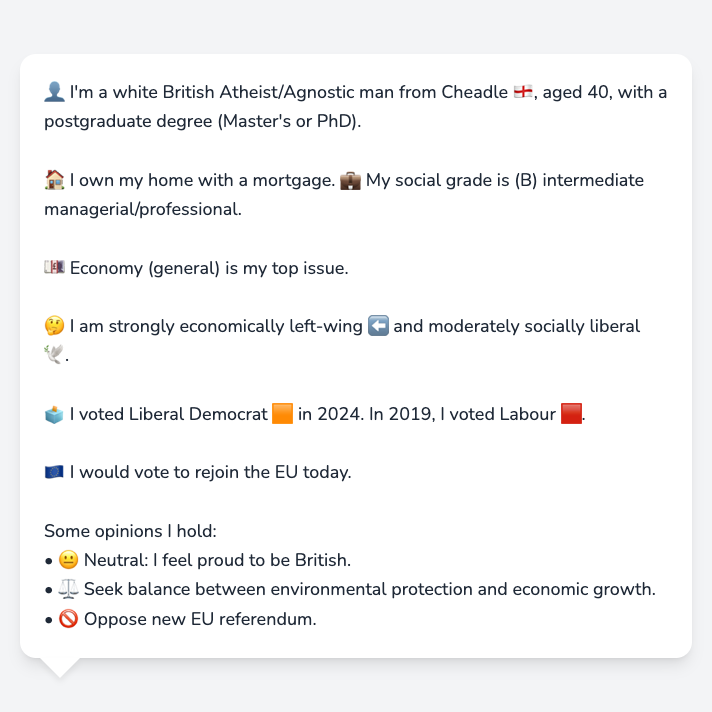 👤 I'm a white British Atheist/Agnostic man from Cheadle 🏴󠁧󠁢󠁥󠁮󠁧󠁿, aged 40, with a
postgraduate degree (Master's or PhD).
🏠 I own my home with a mortgage. 💼 My social grade is (B) intermediate
managerial/professional.
💷 Economy (general) is my top issue.
🤔 I am strongly economically left-wing ⬅️ and moderately socially liberal
🕊️.
🗳️ I voted Liberal Democrat 🟧 in 2024. In 2019, I voted Labour 🟥.
🇪🇺 I would vote to rejoin the EU today.
Some opinions I hold:
• 😐 Neutral: I feel proud to be British.
• ⚖️ Seek balance between environmental protection and economic growth.
• 🚫 Oppose new EU referendum.